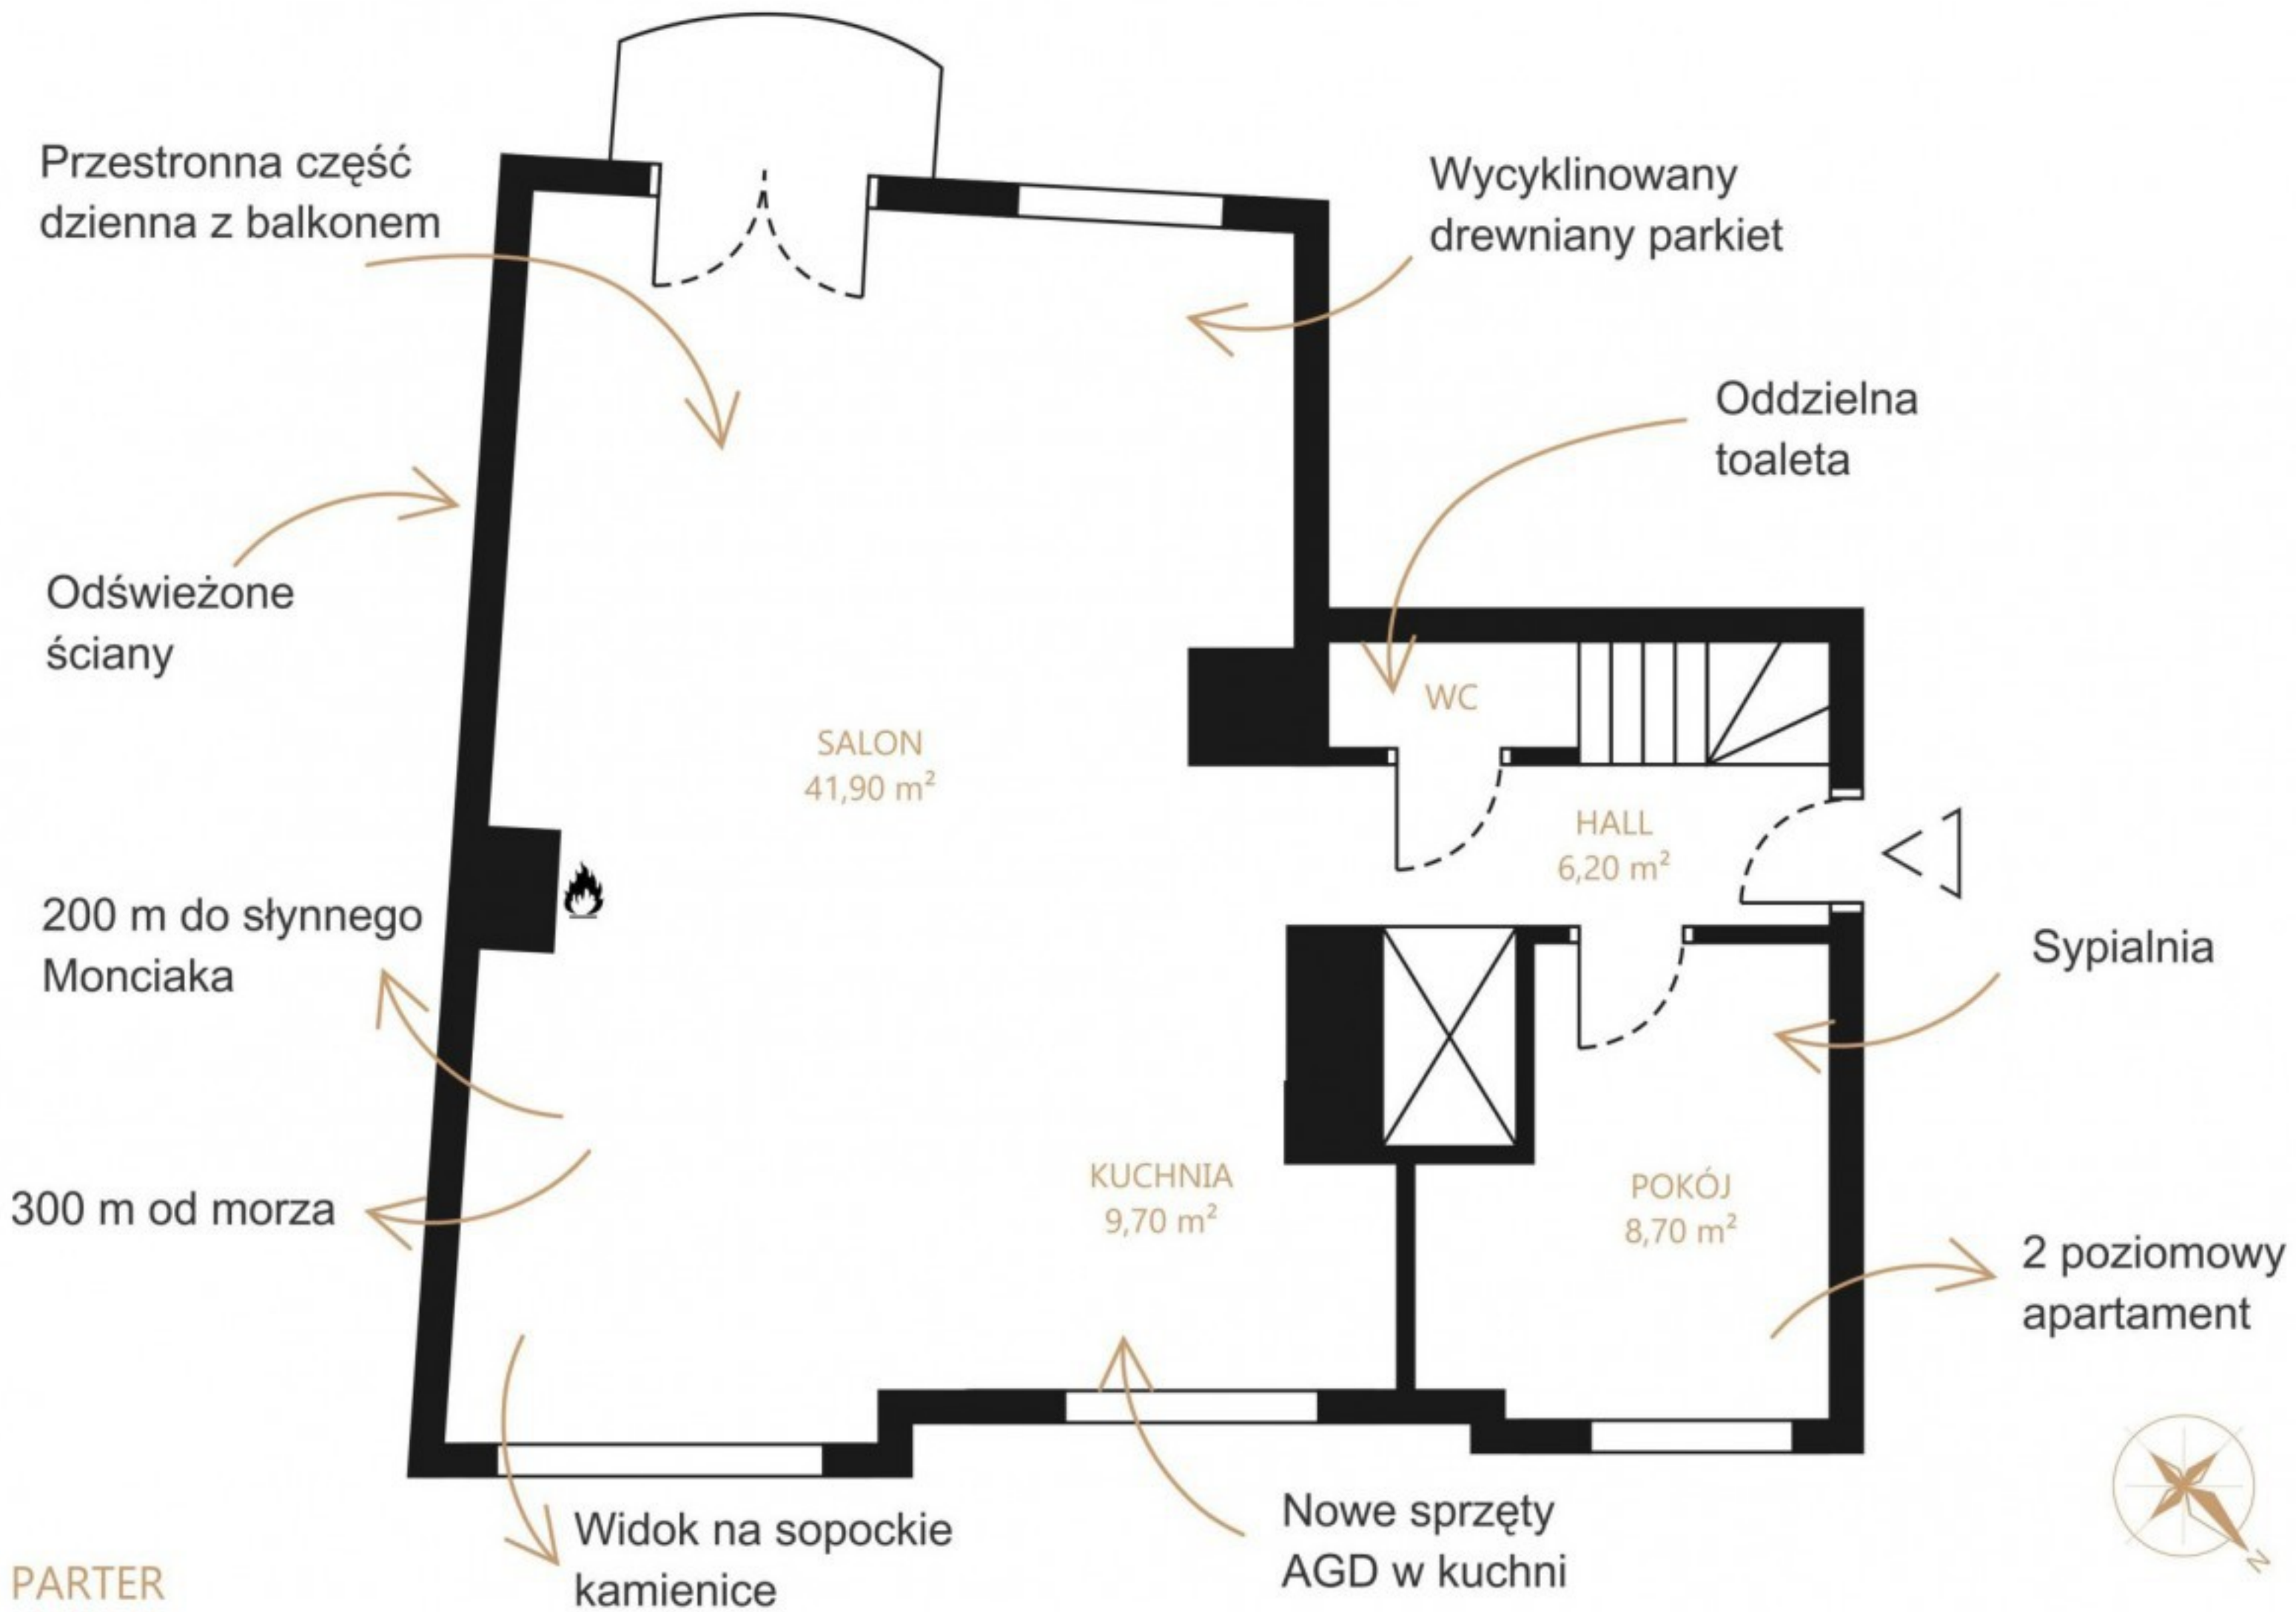 Przestronna część
dzienna z balkonem
Wycyklinowany
drewniany parkiet
Oddzielna
toaleta
Odświeżone
ściany
WC
SALON
41,90 m²
HALL
6,20 m²
200 m do słynnego
Monciaka
Sypialnia
KUCHNIA
9,70 m²
POKÓJ
8,70 m²
300 m od morza
2 poziomowy
apartament
Widok na sopockie
kamienice
Nowe sprzęty
AGD w kuchni
N
PARTER